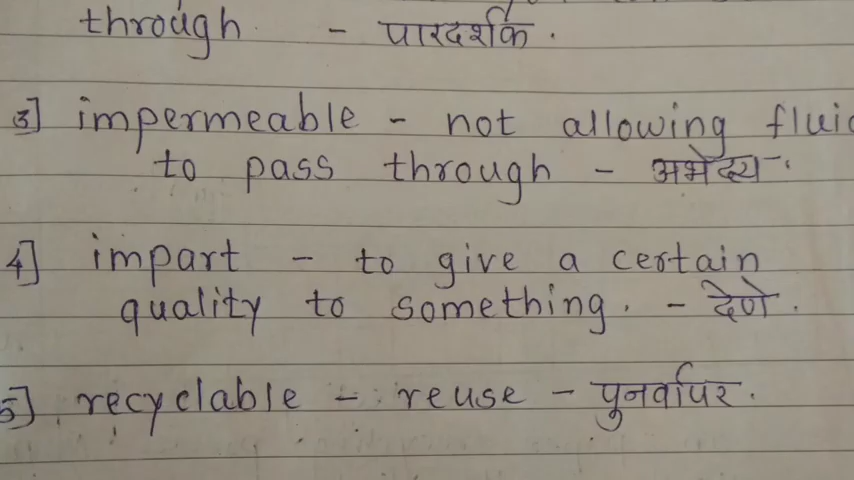 through - पारदर्शक.
3] impermeable - not allowing fluid
to pass through - अभेद्य.
4] impart - to give a certain
quality to something. - देणे.
5] recyclable - reuse - पुनर्वापर.